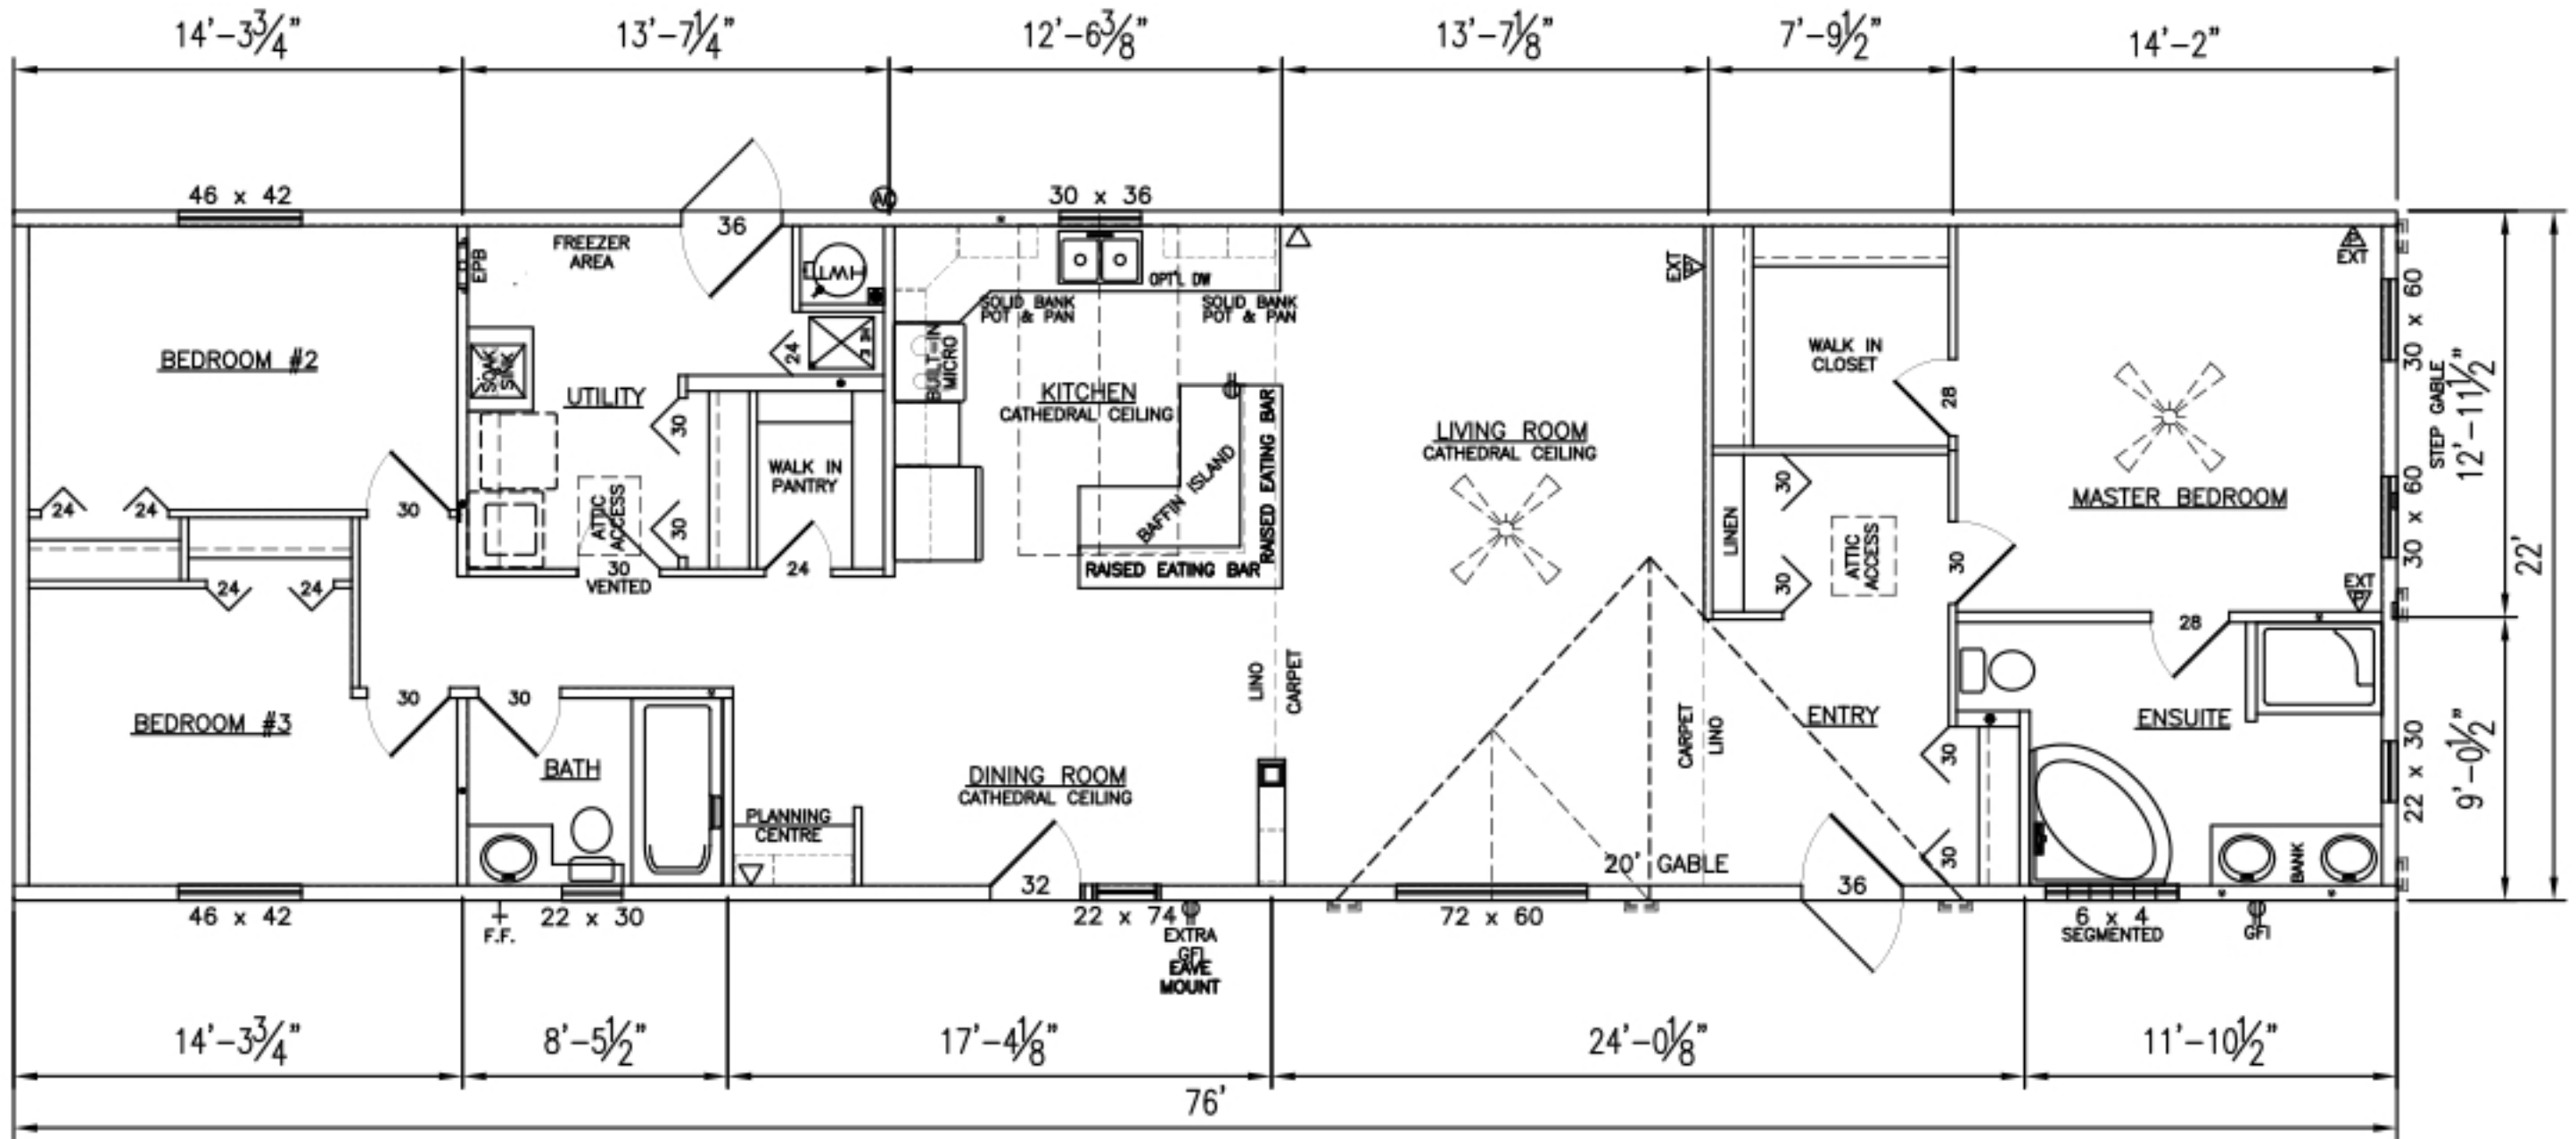 14'-3¾"
13'-7¼"
12'-6⅜"
13'-7⅞"
7'-9½"
14'-2"
46 x 42
36
30 x 36
FREEZER
AREA
EPB
HWT
OPT'L DW
SOLID BANK
POT & PAN
SOLID BANK
POT & PAN
EXT
P
P
EXT
30 x 60
BEDROOM #2
SOAK
SINK
UTILITY
24
BUILT-IN
MICRO
KITCHEN
CATHEDRAL CEILING
WALK IN
CLOSET
28
STEP GABLE
12'-11½"
30
WALK IN
PANTRY
BAFFIN ISLAND
RAISED EATING BAR
RAISED EATING BAR
LIVING ROOM
CATHEDRAL CEILING
MASTER BEDROOM
30 x 60
24
24
30
ATTIC
ACCESS
30
30
VENTED
24
LINEN
30
30
ATTIC
ACCESS
30
EXT
P
22'
24
24
28
30
30
BEDROOM #3
BATH
LINO
CARPET
CARPET
LINO
ENTRY
30
30
ENSUITE
22 x 30
9'-0½"
DINING ROOM
CATHEDRAL CEILING
PLANNING
CENTRE
32
20' GABLE
36
BANK
46 x 42
F.F.
22 x 30
22 x 74
EXTRA
GFI
EAVE
MOUNT
72 x 60
6 x 4
SEGMENTED
GFI
14'-3¾"
8'-5½"
17'-4⅛"
24'-0⅛"
11'-10½"
76'